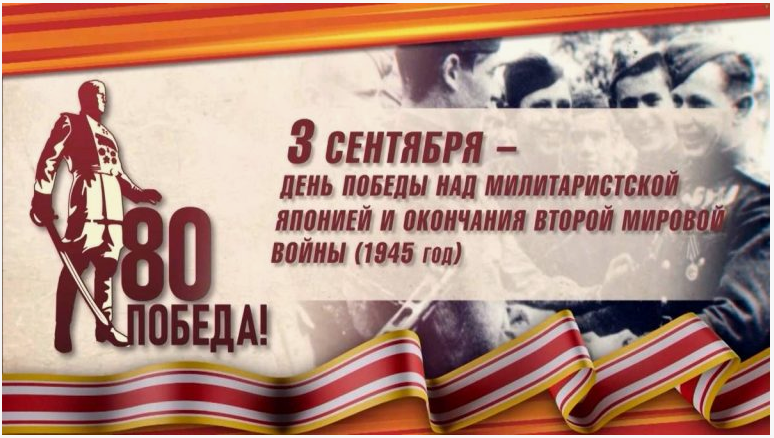 3 СЕНТЯБРЯ –
ДЕНЬ ПОБЕДЫ НАД МИЛИТАРИСТСКОЙ
ЯПОНИЕЙ И ОКОНЧАНИЯ ВТОРОЙ МИРОВОЙ
ВОЙНЫ (1945 год)
80
ПОБЕДА!